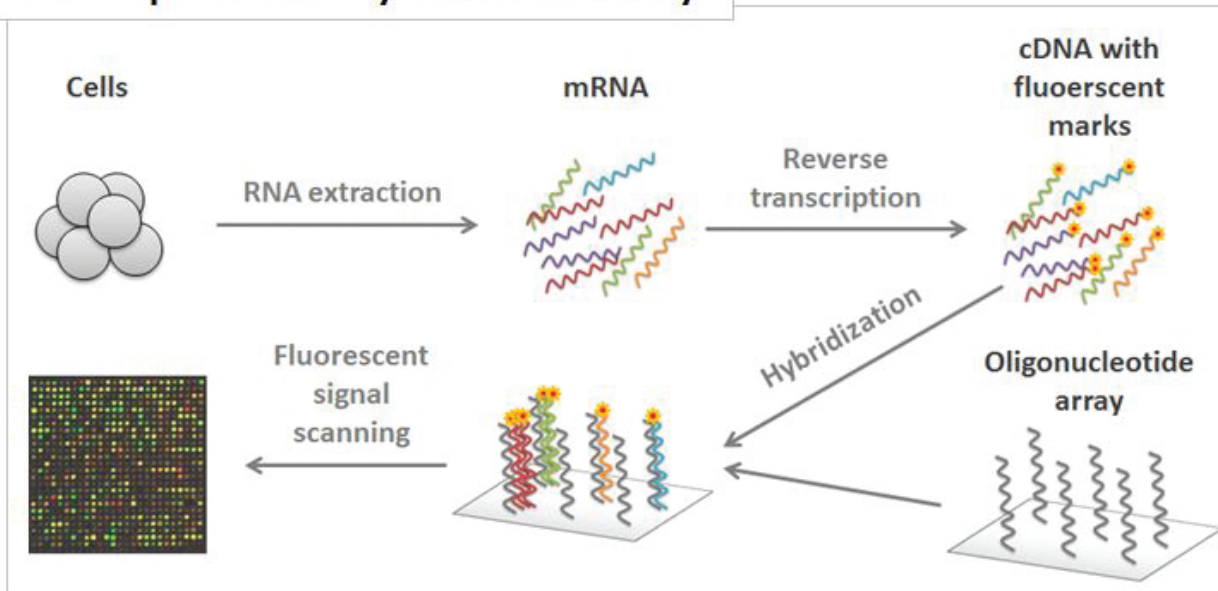 Cells
mRNA
cDNA with
fluoerscent
marks
RNA extraction
Reverse
transcription
Hybridization
Fluorescent
signal
scanning
Oligonucleotide
array